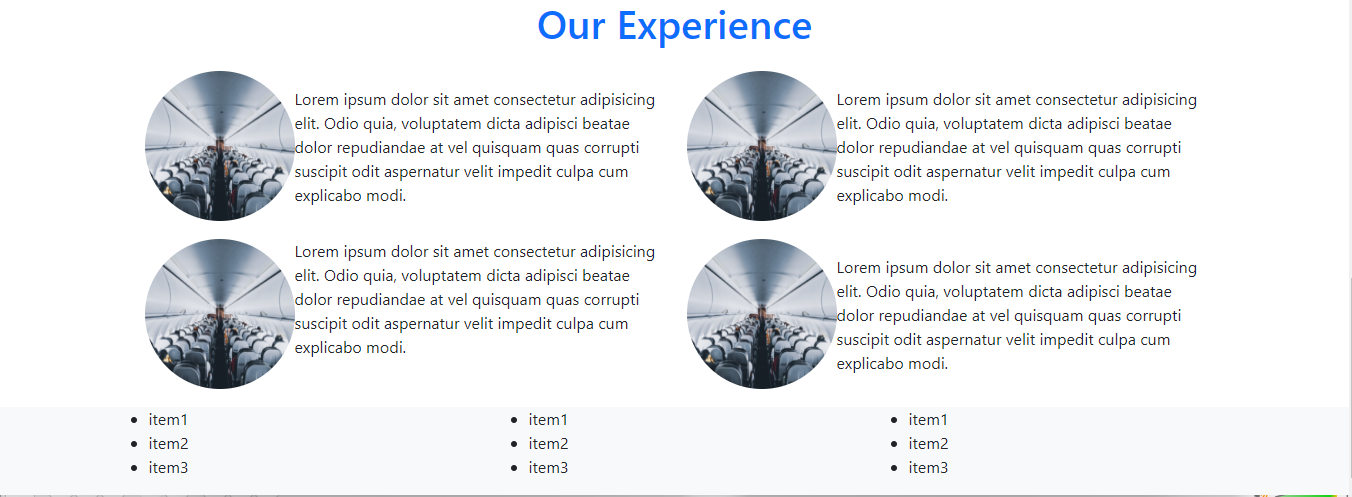 Our Experience
Lorem ipsum dolor sit amet consectetur adipisicing
elit. Odio quia, voluptatem dicta adipisci beatae
dolor repudiandae at vel quisquam quas corrupti
suscipit odit aspernatur velit impedit culpa cum
explicabo modi.
Lorem ipsum dolor sit amet consectetur adipisicing
elit. Odio quia, voluptatem dicta adipisci beatae
dolor repudiandae at vel quisquam quas corrupti
suscipit odit aspernatur velit impedit culpa cum
explicabo modi.
Lorem ipsum dolor sit amet consectetur adipisicing
elit. Odio quia, voluptatem dicta adipisci beatae
dolor repudiandae at vel quisquam quas corrupti
suscipit odit aspernatur velit impedit culpa cum
explicabo modi.
Lorem ipsum dolor sit amet consectetur adipisicing
elit. Odio quia, voluptatem dicta adipisci beatae
dolor repudiandae at vel quisquam quas corrupti
suscipit odit aspernatur velit impedit culpa cum
explicabo modi.
• item1
• item2
• item3
• item1
• item2
• item3
• item1
• item2
• item3